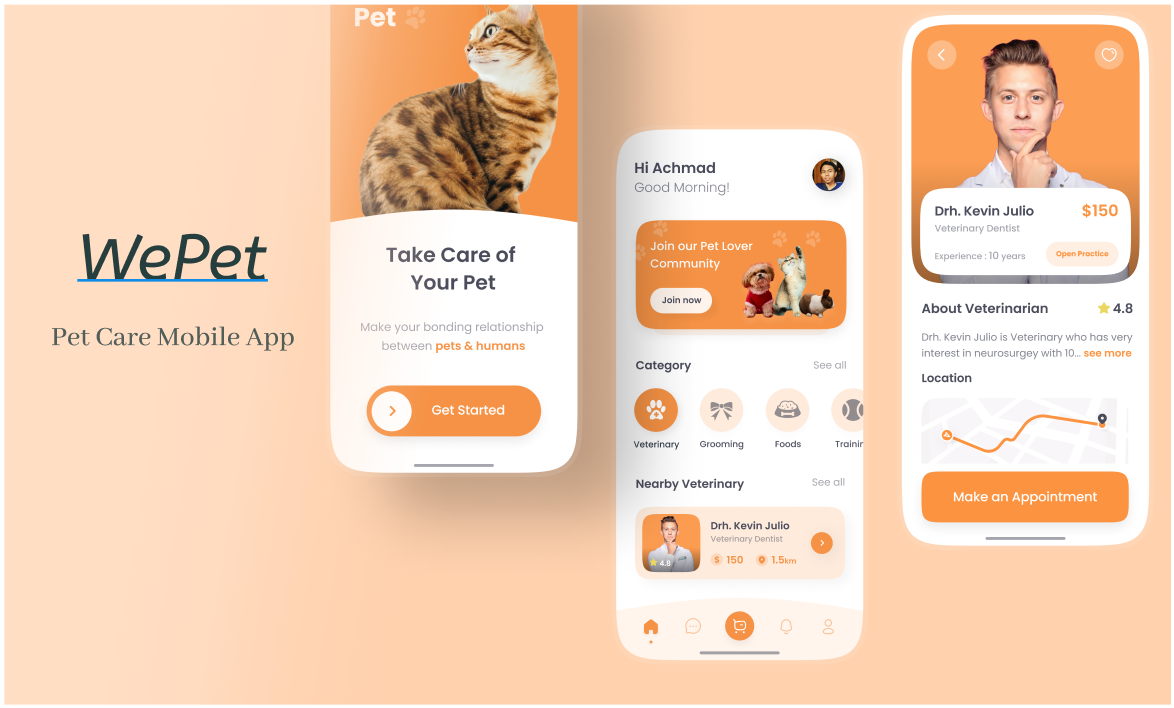 WePet
Pet Care Mobile App
Pet
Take Care of
Your Pet
Make your bonding relationship
between pets & humans
Get Started
Hi Achmad
Good Morning!
Join our Pet Lover
Community
Join now
Category
See all
Veterinary
Grooming
Foods
Trainin
Nearby Veterinary
See all
Drh. Kevin Julio
Veterinary Dentist
4.8
$ 150
1.5km
Drh. Kevin Julio
$150
Veterinary Dentist
Experience : 10 years
Open Practice
About Veterinarian
4.8
Drh. Kevin Julio is Veterinary who has very
interest in neurosurgey with 10... see more
Location
Make an Appointment